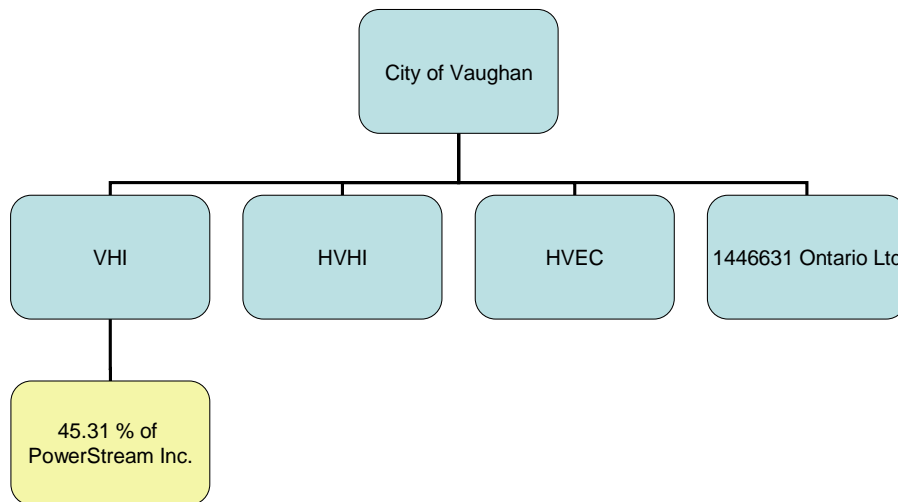 City of Vaughan
VHI
HVHI
HVEC
1446631 Ontario Ltd
45.31 % of
PowerStream Inc.